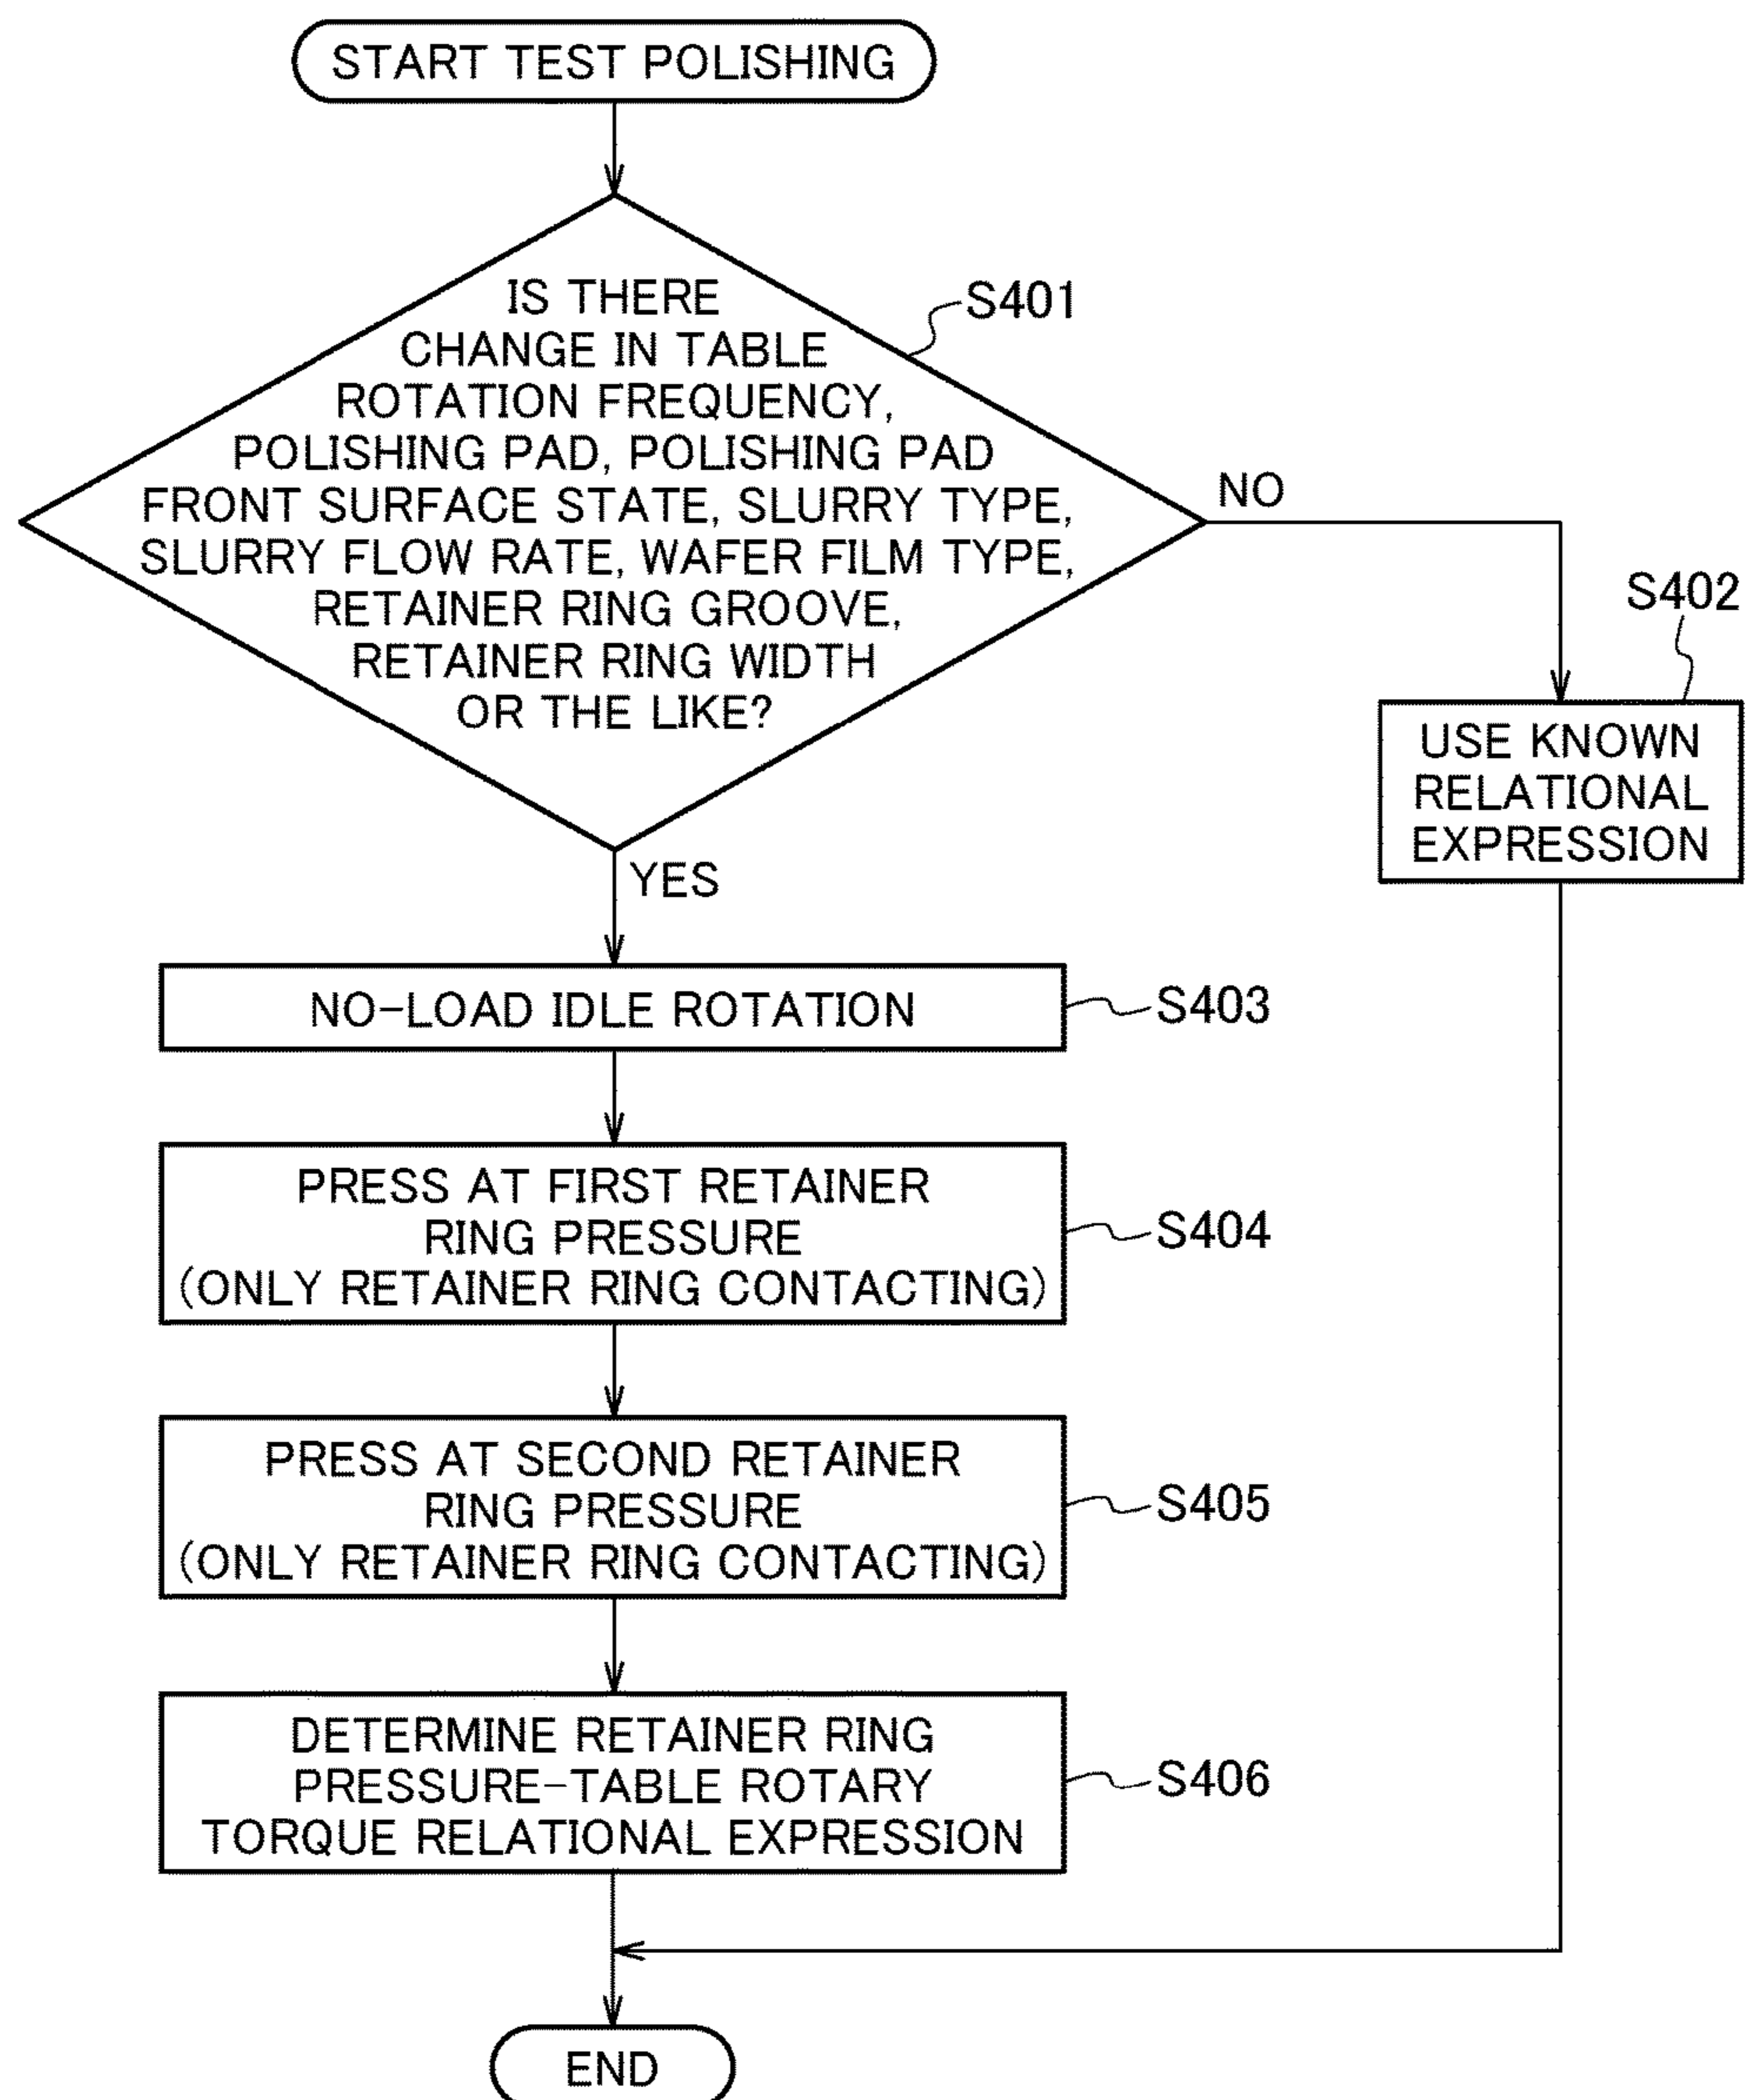 START TEST POLISHING
IS THERE
CHANGE IN TABLE
ROTATION FREQUENCY,
POLISHING PAD, POLISHING PAD
FRONT SURFACE STATE, SLURRY TYPE,
SLURRY FLOW RATE, WAFER FILM TYPE,
RETAINER RING GROOVE,
RETAINER RING WIDTH
OR THE LIKE?
S401
NO
S402
USE KNOWN
RELATIONAL
EXPRESSION
YES
NO-LOAD IDLE ROTATION
S403
PRESS AT FIRST RETAINER
RING PRESSURE
(ONLY RETAINER RING CONTACTING)
S404
PRESS AT SECOND RETAINER
RING PRESSURE
(ONLY RETAINER RING CONTACTING)
S405
DETERMINE RETAINER RING
PRESSURE-TABLE ROTARY
TORQUE RELATIONAL EXPRESSION
S406
END